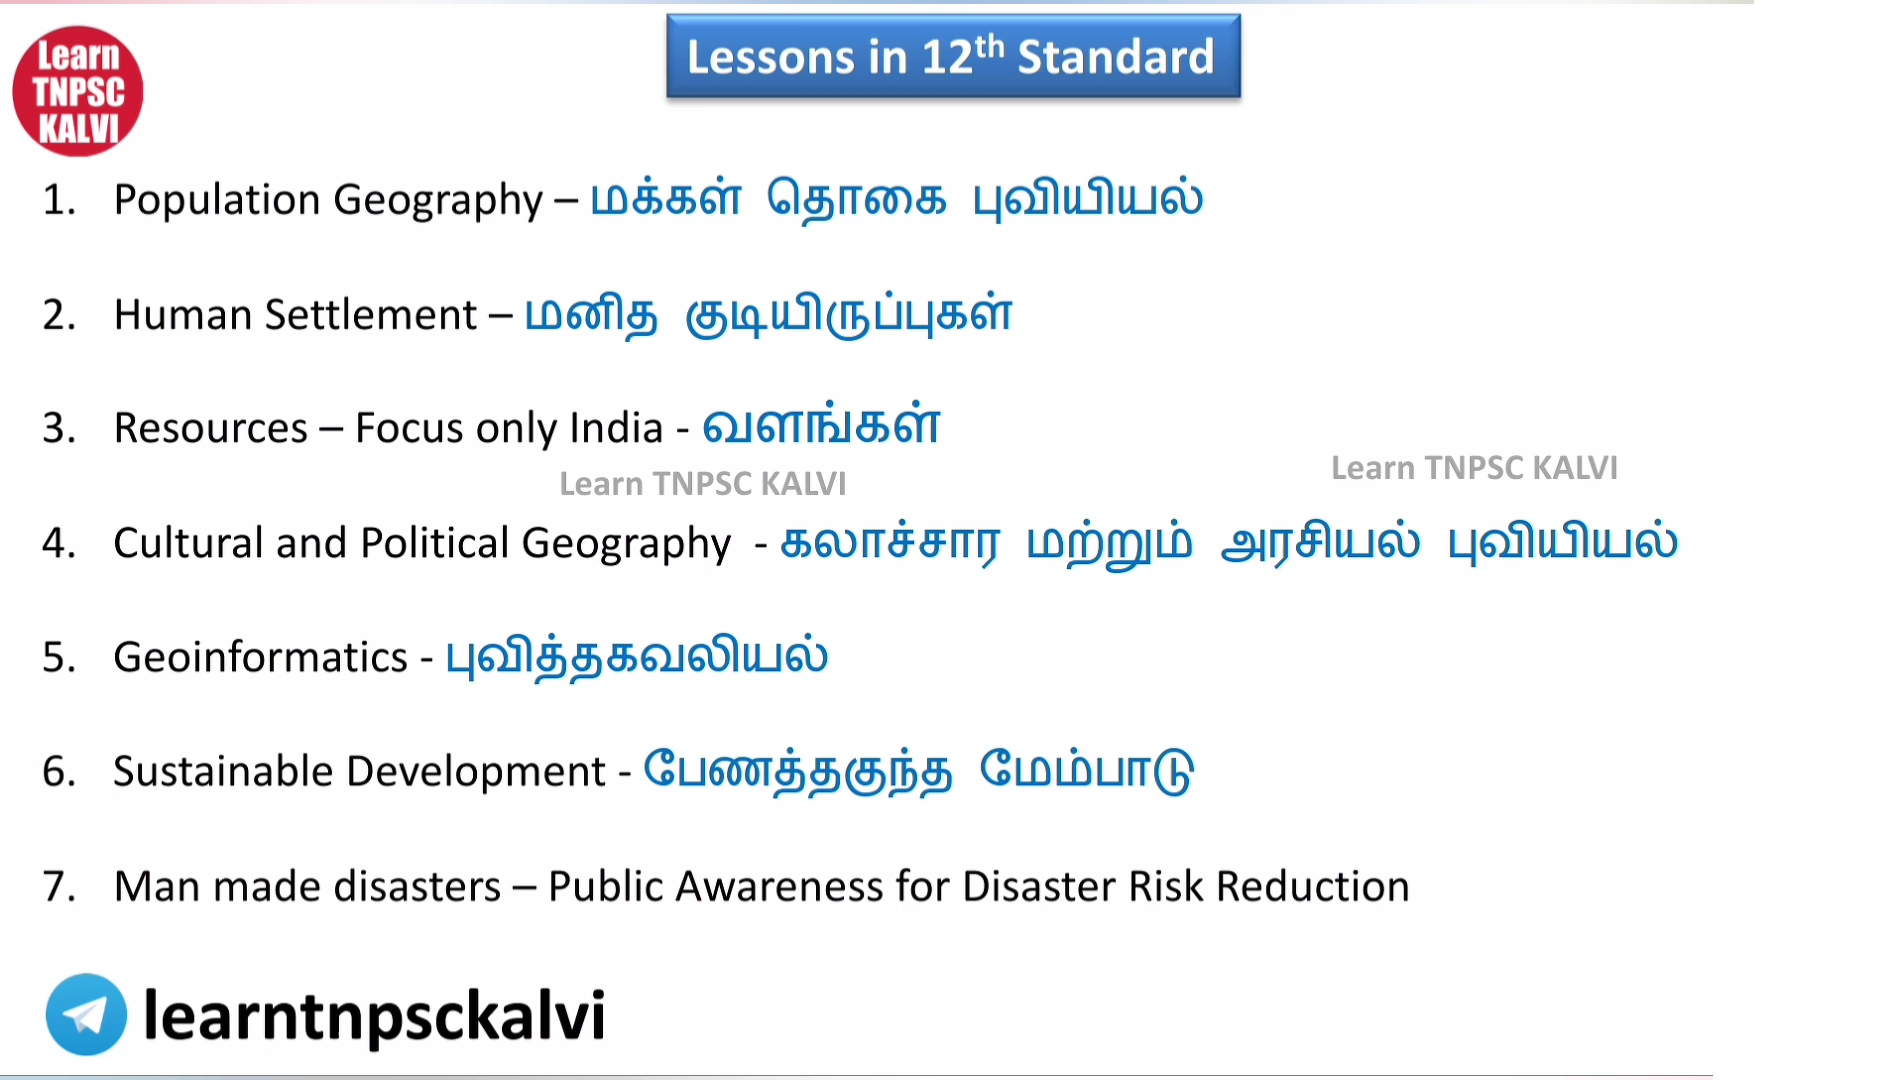 Learn
TNPSC
KALVI
Lessons in 12th Standard
1. Population Geography – மக்கள் தொகை புவியியல்
2. Human Settlement – மனித குடியிருப்புகள்
3. Resources – Focus only India - வளங்கள்
Learn TNPSC KALVI
Learn TNPSC KALVI
4. Cultural and Political Geography - கலாச்சார மற்றும் அரசியல் புவியியல்
5. Geoinformatics - புவித்தகவலியல்
6. Sustainable Development - பேணத்தகுந்த மேம்பாடு
7. Man made disasters – Public Awareness for Disaster Risk Reduction
learntnpsckalvi